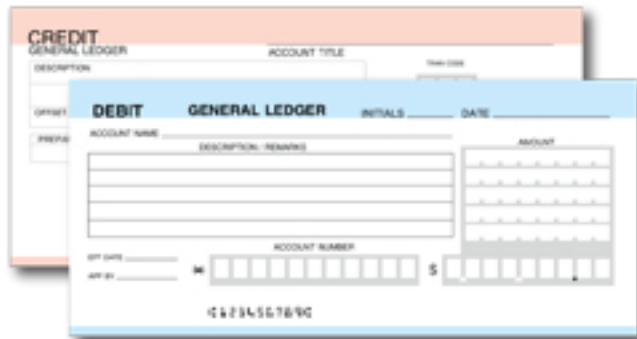 CREDIT
GENERAL LEDGER ACCOUNT TITLE
DESCRIPTION TRAN CODE
OFFSET
DEBIT GENERAL LEDGER INITIALS DATE
ACCOUNT NAME
DESCRIPTION / REMARKS AMOUNT
ACCOUNT NUMBER
EFF DATE
APP BY
$